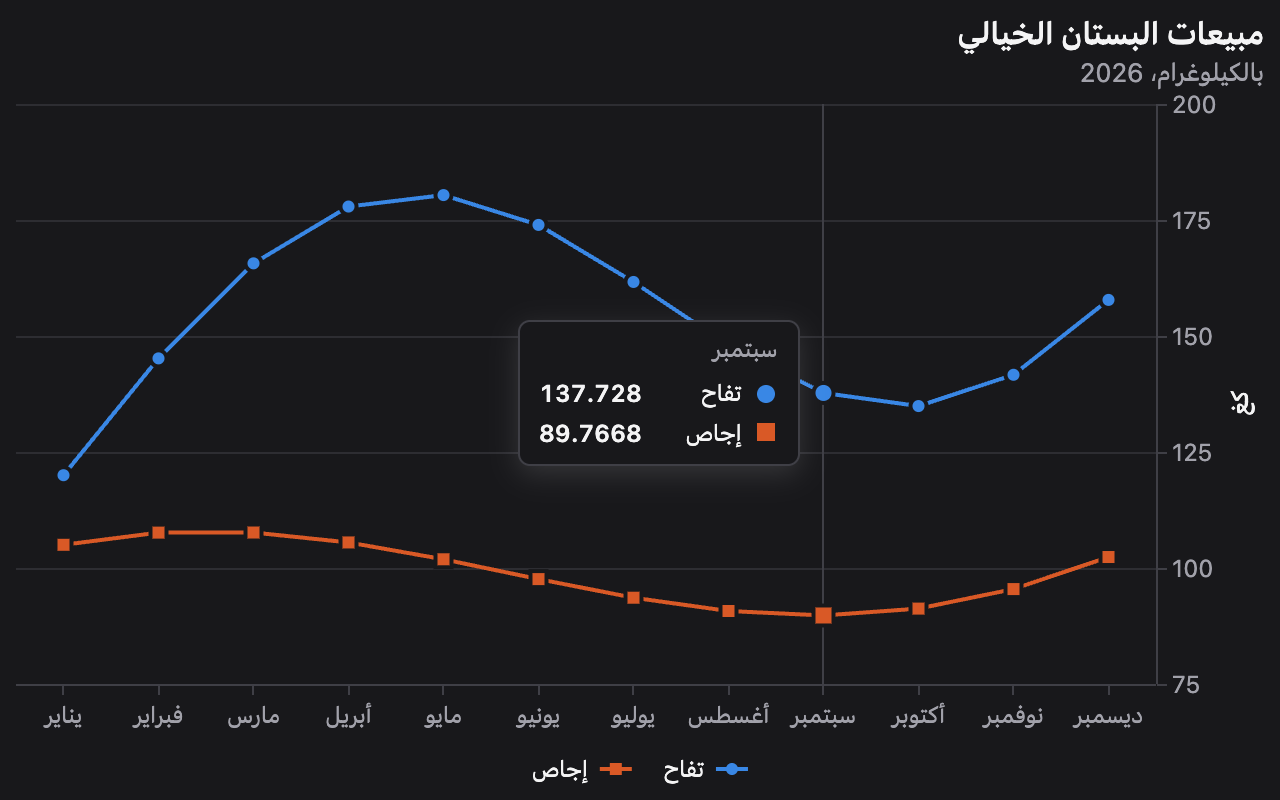 مبيعات البستان الخيالي
بالكيلوغرام، 2026
200
175
150
125
100
75
كغ
سبتمبر
تفاح 137.728
إجاص 89.7668
يناير فبراير مارس أبريل مايو يونيو يوليو أغسطس سبتمبر أكتوبر نوفمبر ديسمبر
تفاح إجاص